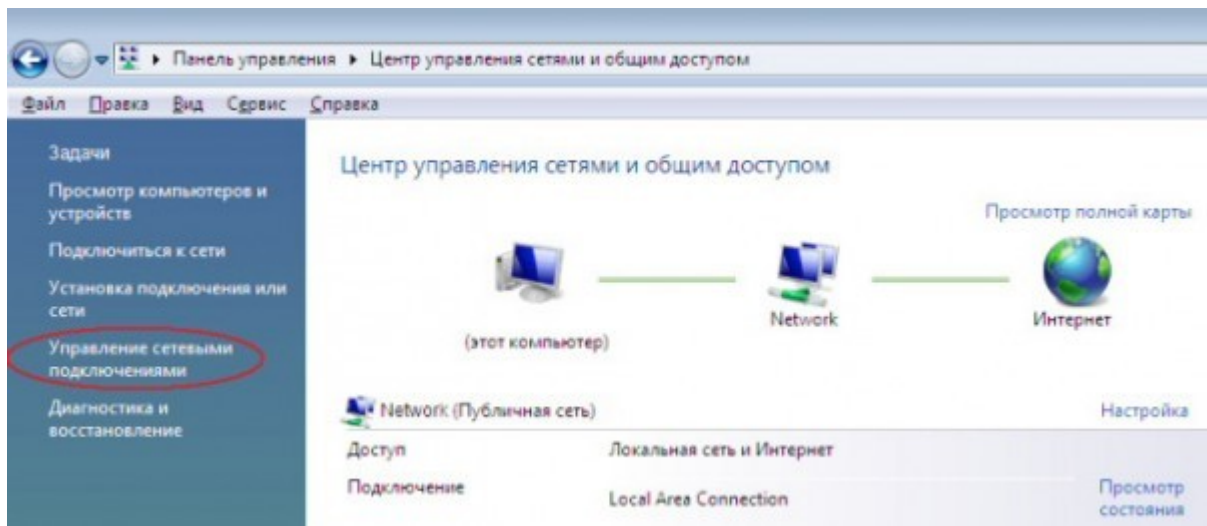 Панель управления ▸ Центр управления сетями и общим доступом
Файл Правка Вид Сервис Справка
Задачи
Просмотр компьютеров и
устройств
Подключиться к сети
Установка подключения или
сети
Управление сетевыми
подключениями
Диагностика и
восстановление
Центр управления сетями и общим доступом
Просмотр полной карты
(этот компьютер)
Network
Интернет
Network (Публичная сеть)
Настройка
Доступ
Локальная сеть и Интернет
Подключение
Local Area Connection
Просмотр
состояния